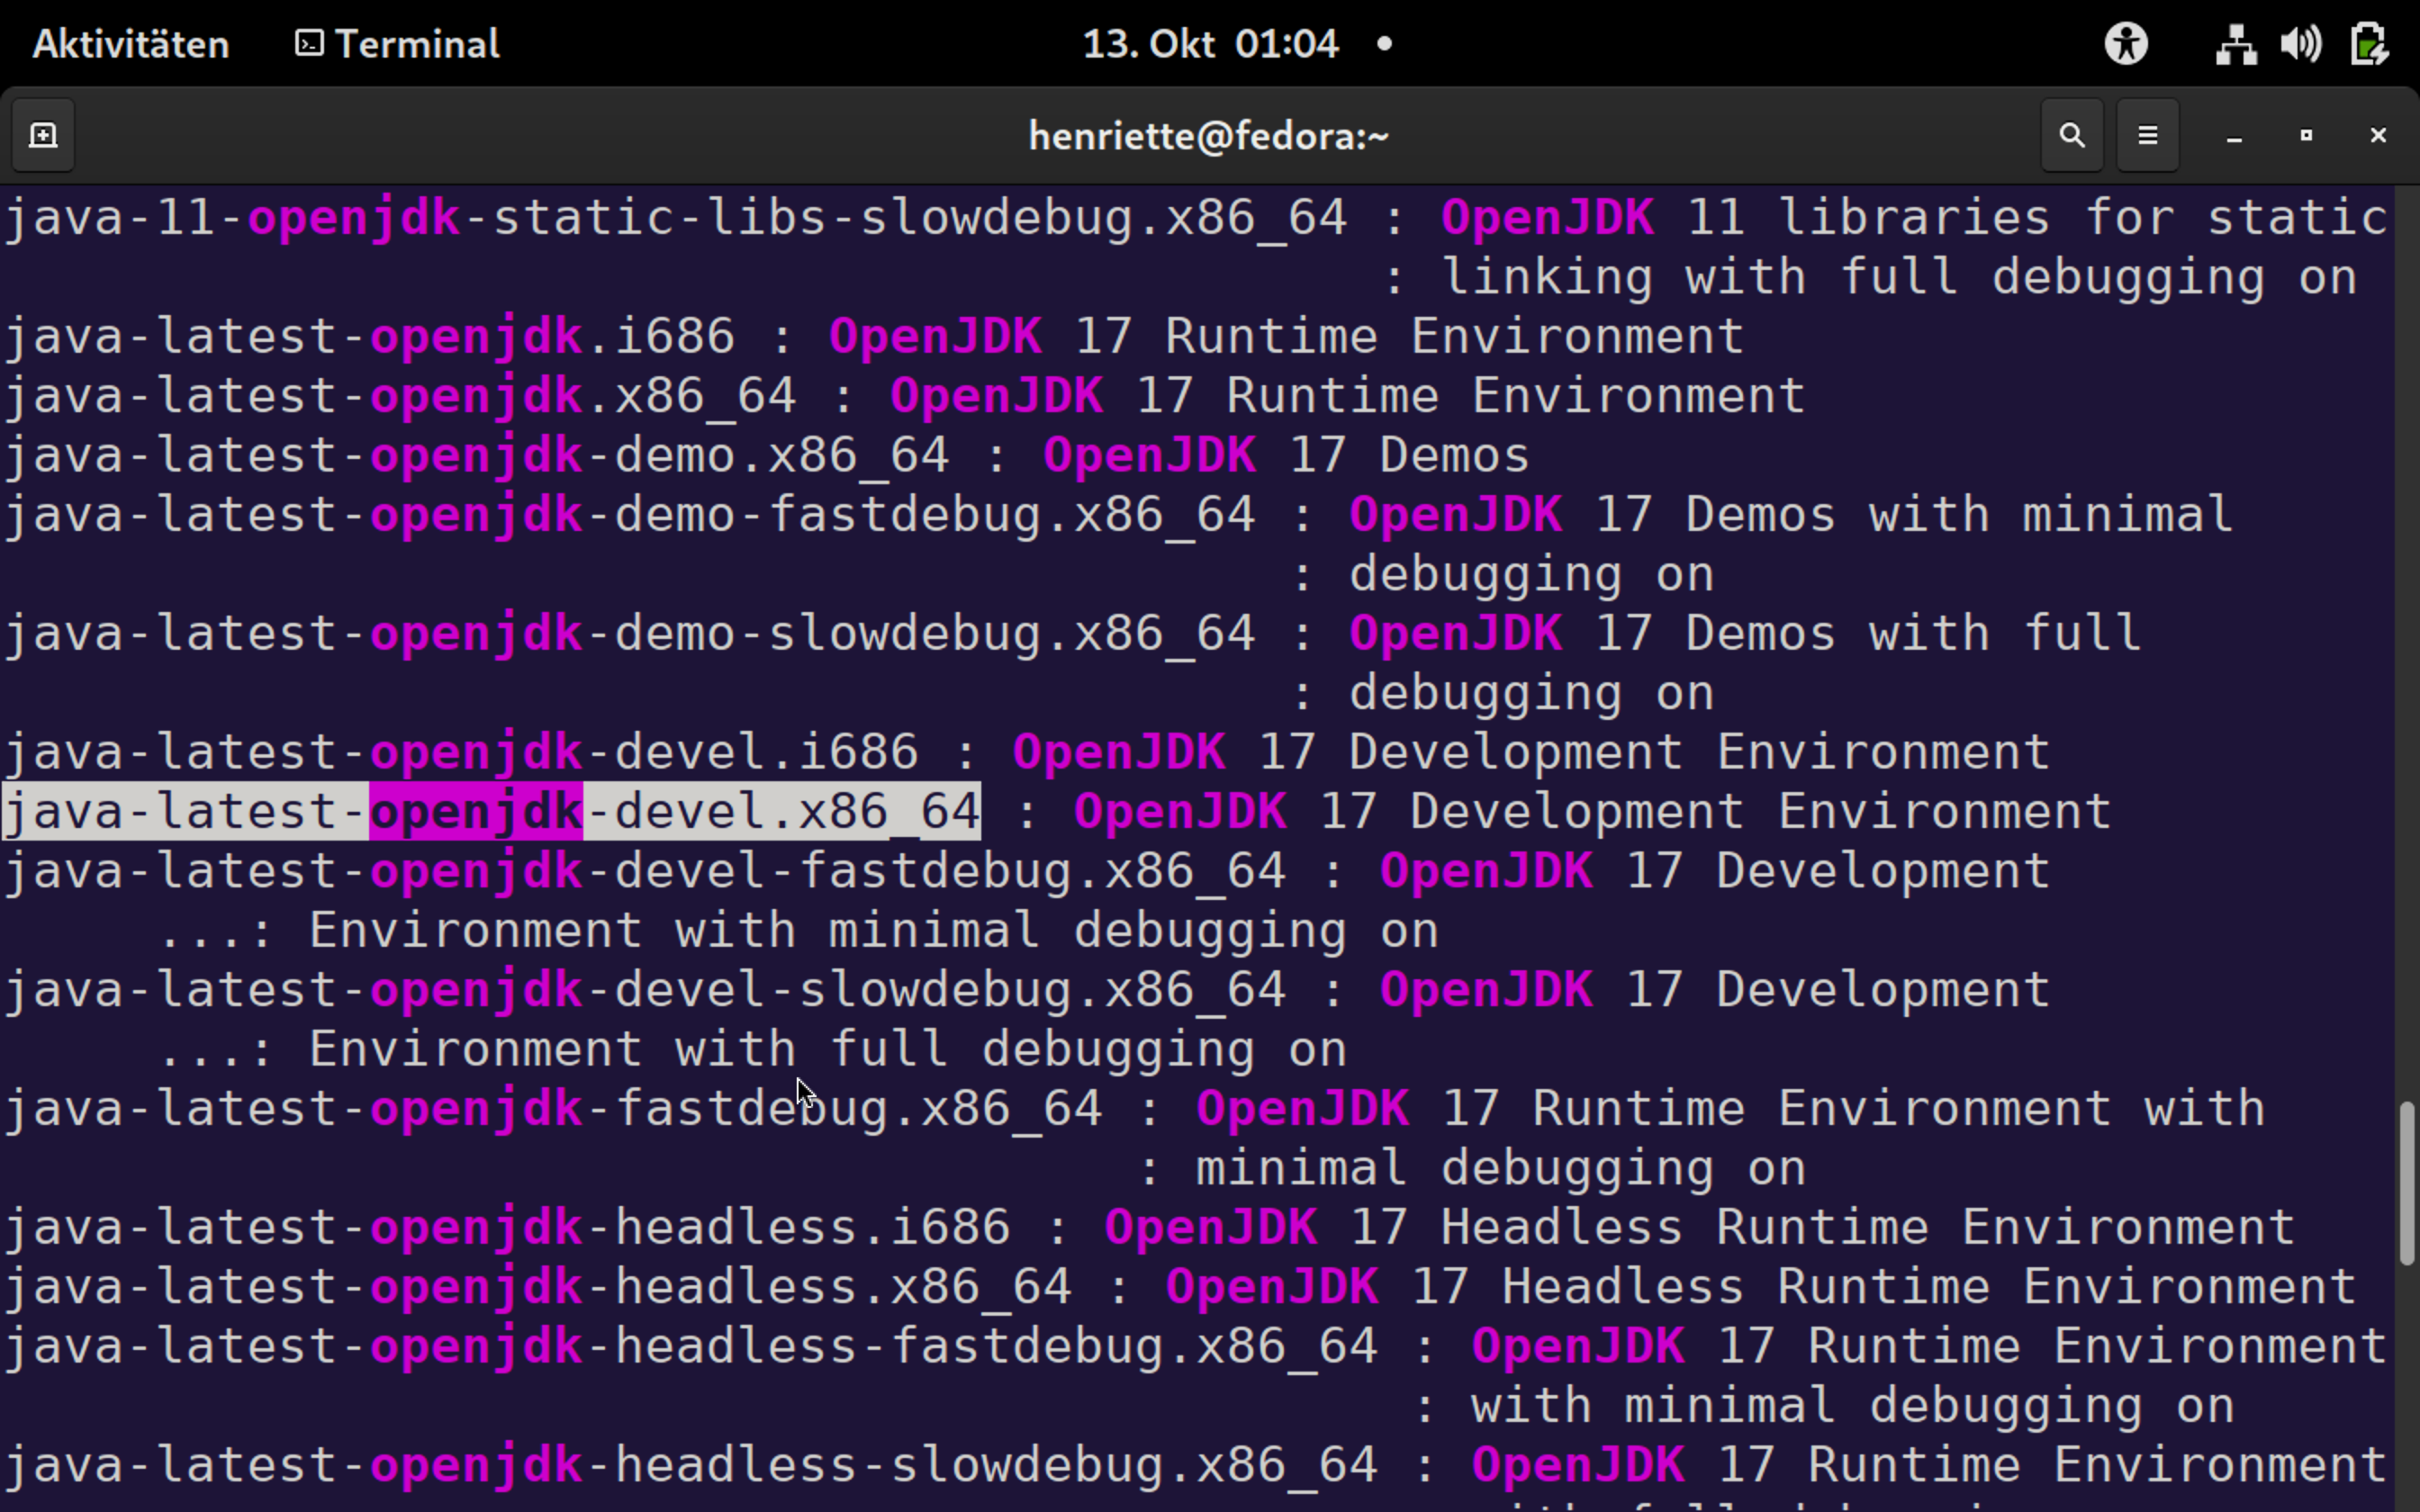 Aktivitäten Terminal 13. Okt 01:04
henriette@fedora:~
java-11-openjdk-static-libs-slowdebug.x86_64 : OpenJDK 11 libraries for static
: linking with full debugging on
java-latest-openjdk.i686 : OpenJDK 17 Runtime Environment
java-latest-openjdk.x86_64 : OpenJDK 17 Runtime Environment
java-latest-openjdk-demo.x86_64 : OpenJDK 17 Demos
java-latest-openjdk-demo-fastdebug.x86_64 : OpenJDK 17 Demos with minimal
: debugging on
java-latest-openjdk-demo-slowdebug.x86_64 : OpenJDK 17 Demos with full
: debugging on
java-latest-openjdk-devel.i686 : OpenJDK 17 Development Environment
java-latest-openjdk-devel.x86_64 : OpenJDK 17 Development Environment
java-latest-openjdk-devel-fastdebug.x86_64 : OpenJDK 17 Development
...: Environment with minimal debugging on
java-latest-openjdk-devel-slowdebug.x86_64 : OpenJDK 17 Development
...: Environment with full debugging on
java-latest-openjdk-fastdebug.x86_64 : OpenJDK 17 Runtime Environment with
: minimal debugging on
java-latest-openjdk-headless.i686 : OpenJDK 17 Headless Runtime Environment
java-latest-openjdk-headless.x86_64 : OpenJDK 17 Headless Runtime Environment
java-latest-openjdk-headless-fastdebug.x86_64 : OpenJDK 17 Runtime Environment
: with minimal debugging on
java-latest-openjdk-headless-slowdebug.x86_64 : OpenJDK 17 Runtime Environment